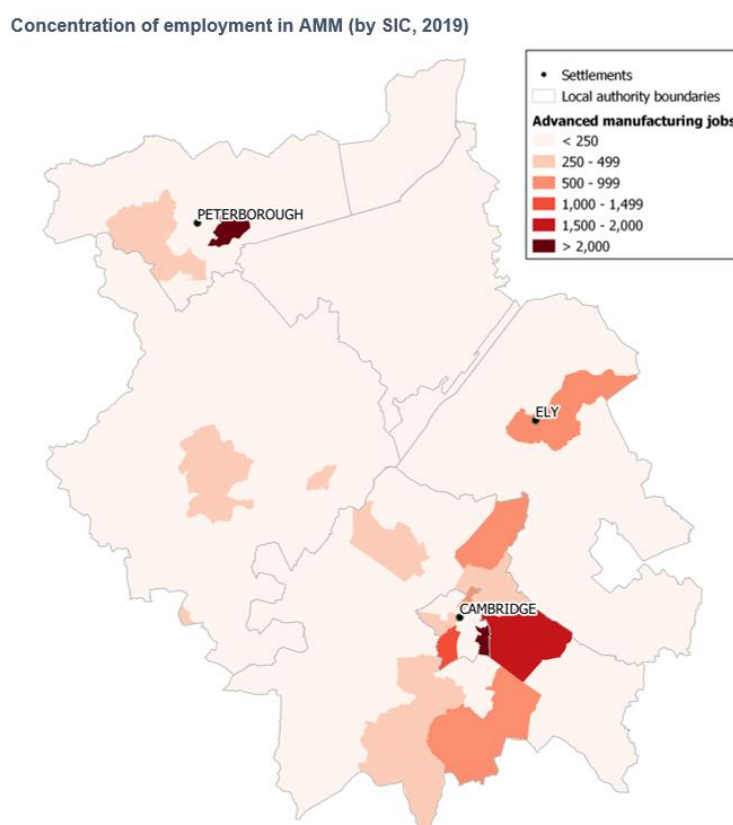 Concentration of employment in AMM (by SIC, 2019)
Settlements
Local authority boundaries
Advanced manufacturing jobs
< 250
250 - 499
500 - 999
1,000 - 1,499
1,500 - 2,000
> 2,000
PETERBOROUGH
ELY
CAMBRIDGE